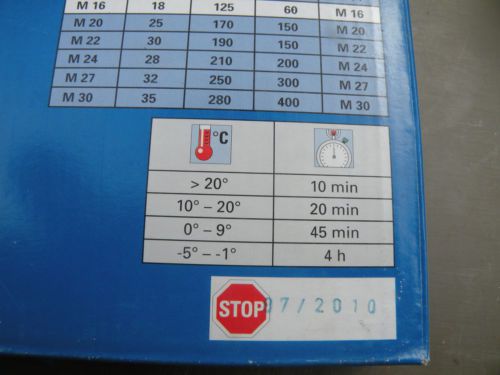 M 16 18 125 60 M 16
M 20 25 170 150 M 20
M 22 30 190 150 M 22
M 24 28 210 200 M 24
M 27 32 250 300 M 27
M 30 35 280 400 M 30
°C
> 20° 10 min
10° – 20° 20 min
0° – 9° 45 min
-5° – -1° 4 h
STOP 07/2010